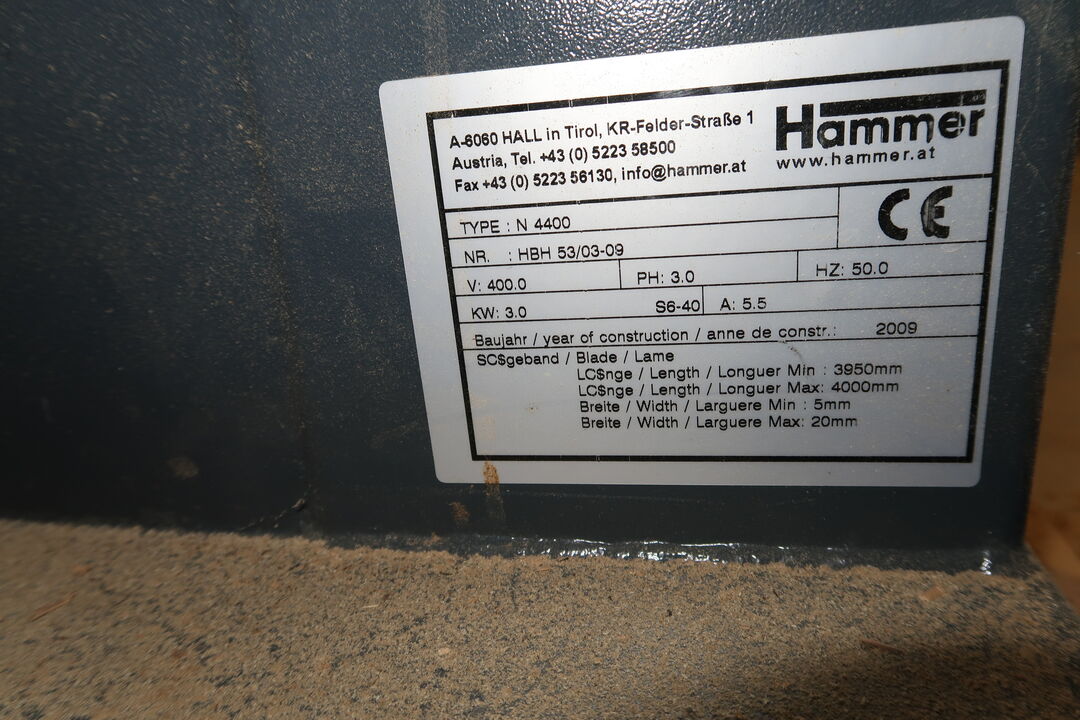 Hammer
www.hammer.at
A-6060 HALL in Tirol, KR-Felder-Straße 1
Austria, Tel. +43 (0) 5223 58500
Fax +43 (0) 5223 56130, info@hammer.at
CE
TYPE : N 4400
NR. : HBH 53/03-09
V: 400.0 PH: 3.0 HZ: 50.0
KW: 3.0 S6-40 A: 5.5
Baujahr / year of construction / anne de constr.: 2009
SC$geband / Blade / Lame
LC$nge / Length / Longuer Min : 3950mm
LC$nge / Length / Longuer Max: 4000mm
Breite / Width / Larguere Min : 5mm
Breite / Width / Larguere Max: 20mm